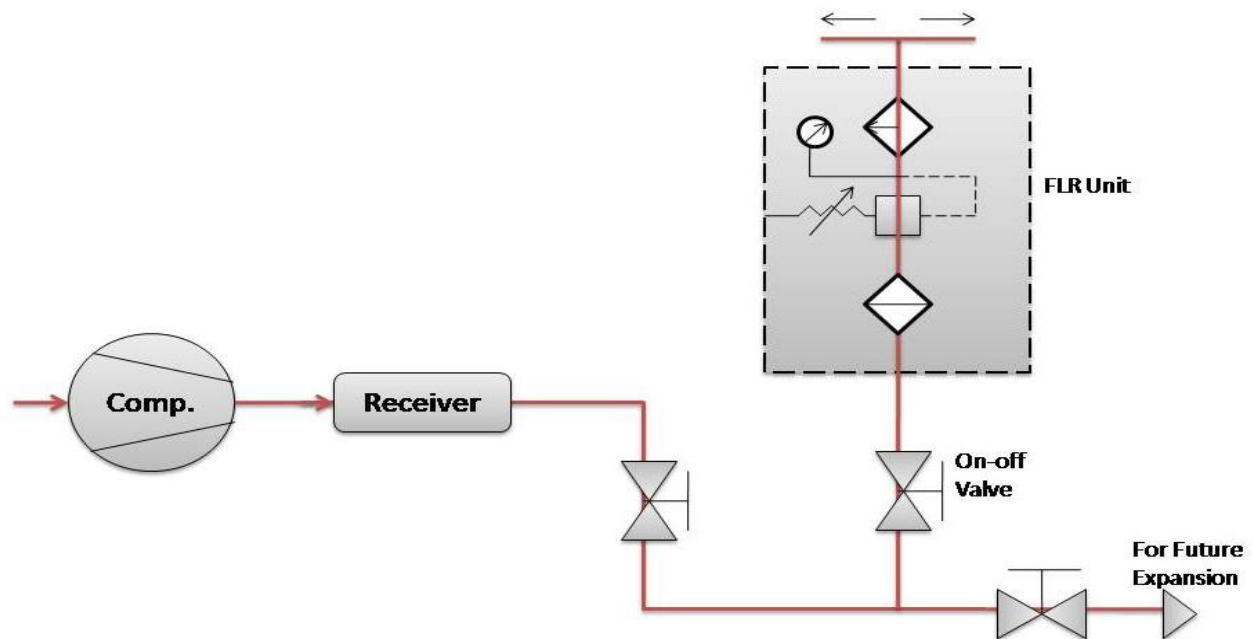 FLR Unit
Comp.
Receiver
On-off
Valve
For Future
Expansion